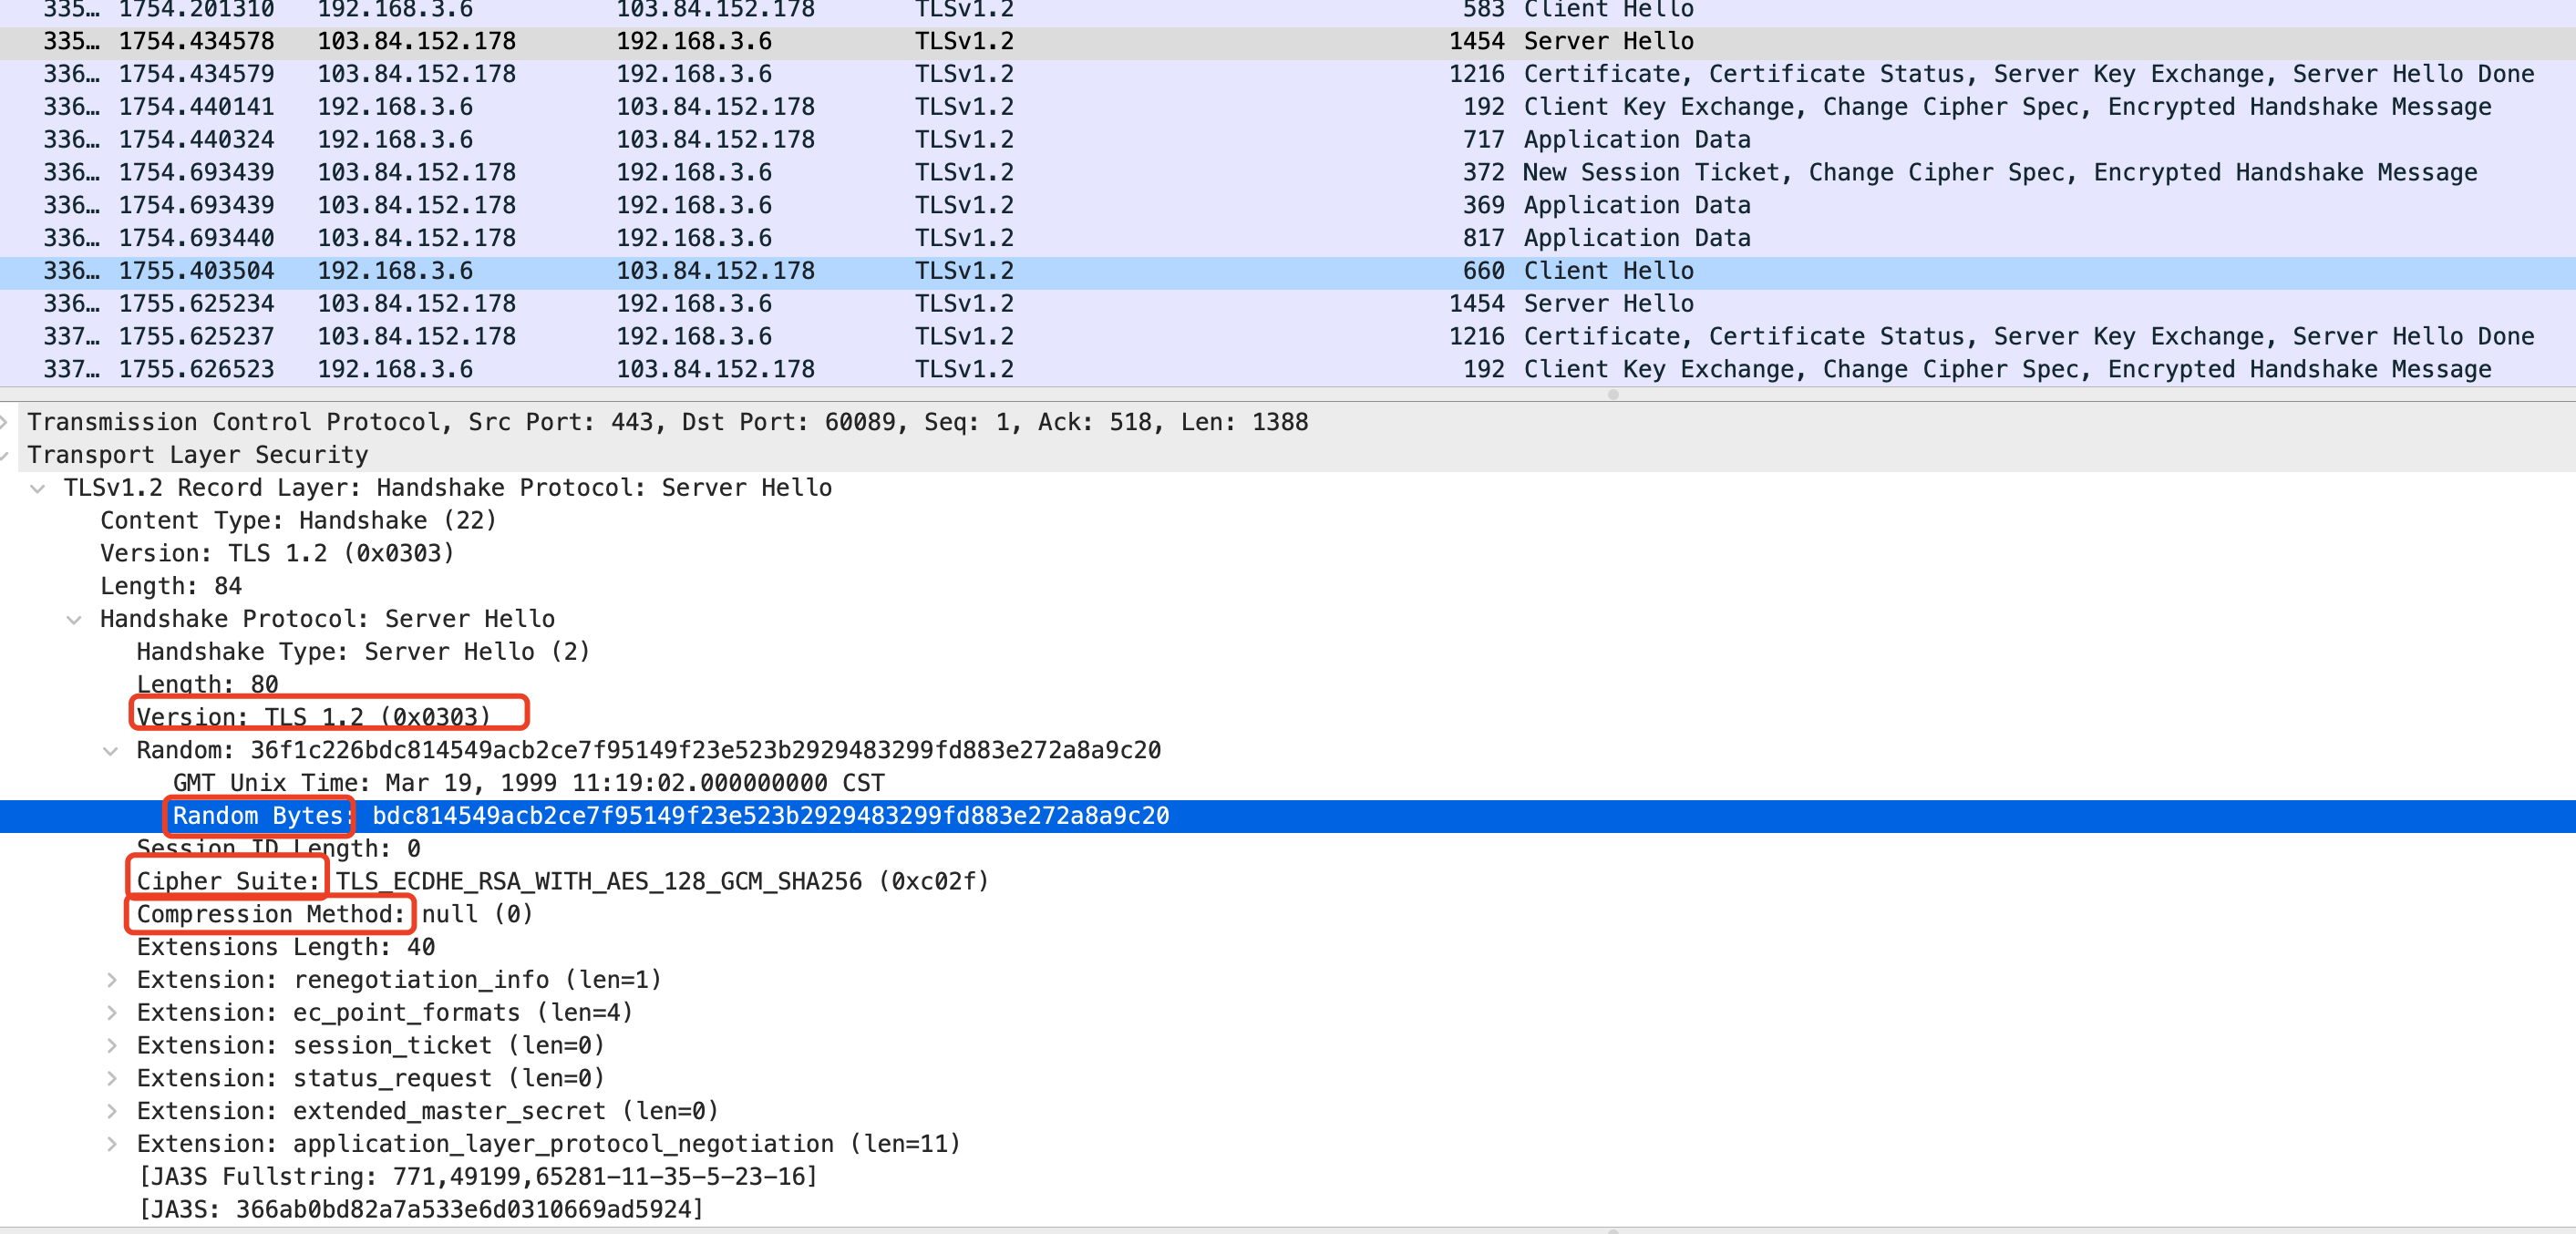 335… 1754.201310 192.168.3.6 103.84.152.178 TLSv1.2 583 Client Hello
335… 1754.434578 103.84.152.178 192.168.3.6 TLSv1.2 1454 Server Hello
336… 1754.434579 103.84.152.178 192.168.3.6 TLSv1.2 1216 Certificate, Certificate Status, Server Key Exchange, Server Hello Done
336… 1754.440141 192.168.3.6 103.84.152.178 TLSv1.2 192 Client Key Exchange, Change Cipher Spec, Encrypted Handshake Message
336… 1754.440324 192.168.3.6 103.84.152.178 TLSv1.2 717 Application Data
336… 1754.693439 103.84.152.178 192.168.3.6 TLSv1.2 372 New Session Ticket, Change Cipher Spec, Encrypted Handshake Message
336… 1754.693439 103.84.152.178 192.168.3.6 TLSv1.2 369 Application Data
336… 1754.693440 103.84.152.178 192.168.3.6 TLSv1.2 817 Application Data
336… 1755.403504 192.168.3.6 103.84.152.178 TLSv1.2 660 Client Hello
336… 1755.625234 103.84.152.178 192.168.3.6 TLSv1.2 1454 Server Hello
337… 1755.625237 103.84.152.178 192.168.3.6 TLSv1.2 1216 Certificate, Certificate Status, Server Key Exchange, Server Hello Done
337… 1755.626523 192.168.3.6 103.84.152.178 TLSv1.2 192 Client Key Exchange, Change Cipher Spec, Encrypted Handshake Message
Transmission Control Protocol, Src Port: 443, Dst Port: 60089, Seq: 1, Ack: 518, Len: 1388
Transport Layer Security
TLSv1.2 Record Layer: Handshake Protocol: Server Hello
Content Type: Handshake (22)
Version: TLS 1.2 (0x0303)
Length: 84
Handshake Protocol: Server Hello
Handshake Type: Server Hello (2)
Length: 80
Version: TLS 1.2 (0x0303)
Random: 36f1c226bdc814549acb2ce7f95149f23e523b2929483299fd883e272a8a9c20
GMT Unix Time: Mar 19, 1999 11:19:02.000000000 CST
Random Bytes: bdc814549acb2ce7f95149f23e523b2929483299fd883e272a8a9c20
Session ID Length: 0
Cipher Suite: TLS_ECDHE_RSA_WITH_AES_128_GCM_SHA256 (0xc02f)
Compression Method: null (0)
Extensions Length: 40
Extension: renegotiation_info (len=1)
Extension: ec_point_formats (len=4)
Extension: session_ticket (len=0)
Extension: status_request (len=0)
Extension: extended_master_secret (len=0)
Extension: application_layer_protocol_negotiation (len=11)
[JA3S Fullstring: 771,49199,65281-11-35-5-23-16]
[JA3S: 366ab0bd82a7a533e6d0310669ad5924]